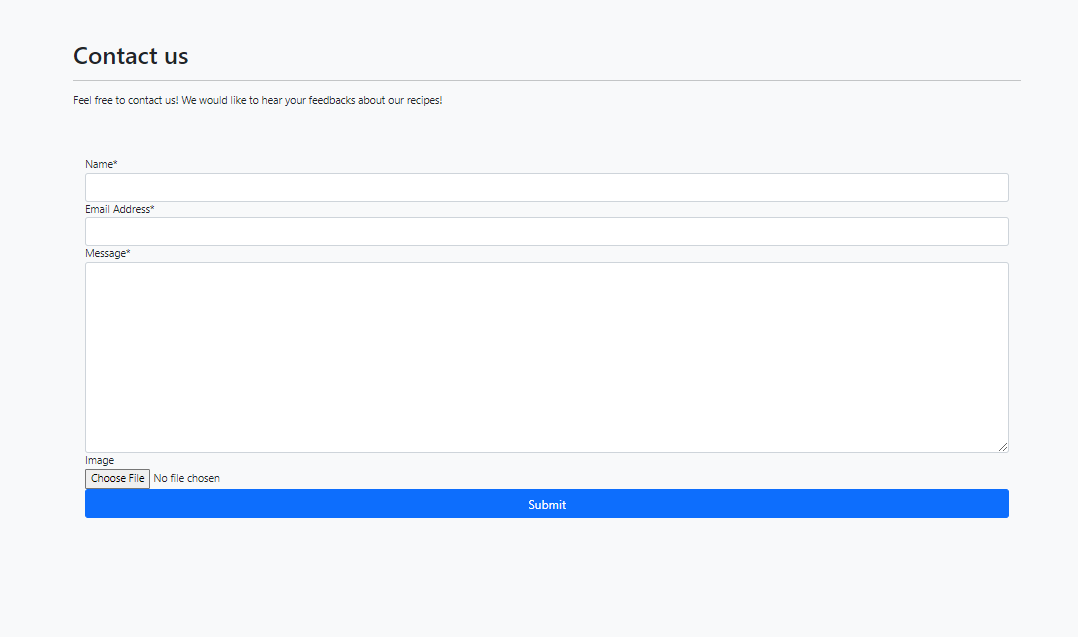 Contact us
Feel free to contact us! We would like to hear your feedbacks about our recipes!
Name*
Email Address*
Message*
Image
Choose File No file chosen
Submit